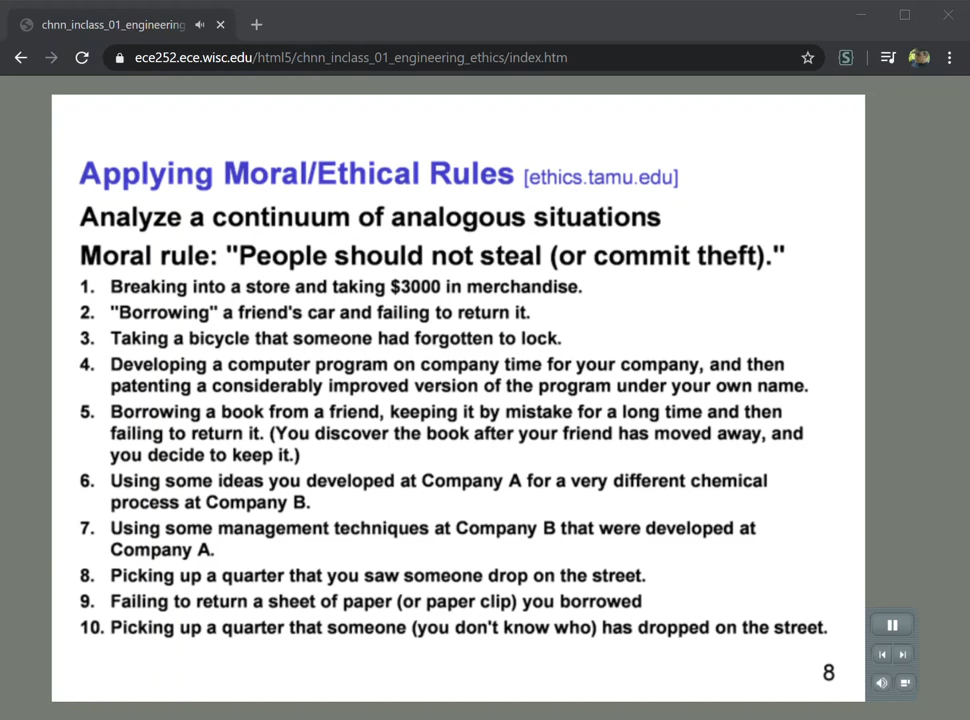 chnn_inclass_01_engineering
ece252.ece.wisc.edu/html5/chnn_inclass_01_engineering_ethics/index.htm
Applying Moral/Ethical Rules [ethics.tamu.edu]
Analyze a continuum of analogous situations
Moral rule: "People should not steal (or commit theft)."
1. Breaking into a store and taking $3000 in merchandise.
2. "Borrowing" a friend's car and failing to return it.
3. Taking a bicycle that someone had forgotten to lock.
4. Developing a computer program on company time for your company, and then
patenting a considerably improved version of the program under your own name.
5. Borrowing a book from a friend, keeping it by mistake for a long time and then
failing to return it. (You discover the book after your friend has moved away, and
you decide to keep it.)
6. Using some ideas you developed at Company A for a very different chemical
process at Company B.
7. Using some management techniques at Company B that were developed at
Company A.
8. Picking up a quarter that you saw someone drop on the street.
9. Failing to return a sheet of paper (or paper clip) you borrowed
10. Picking up a quarter that someone (you don't know who) has dropped on the street.
8